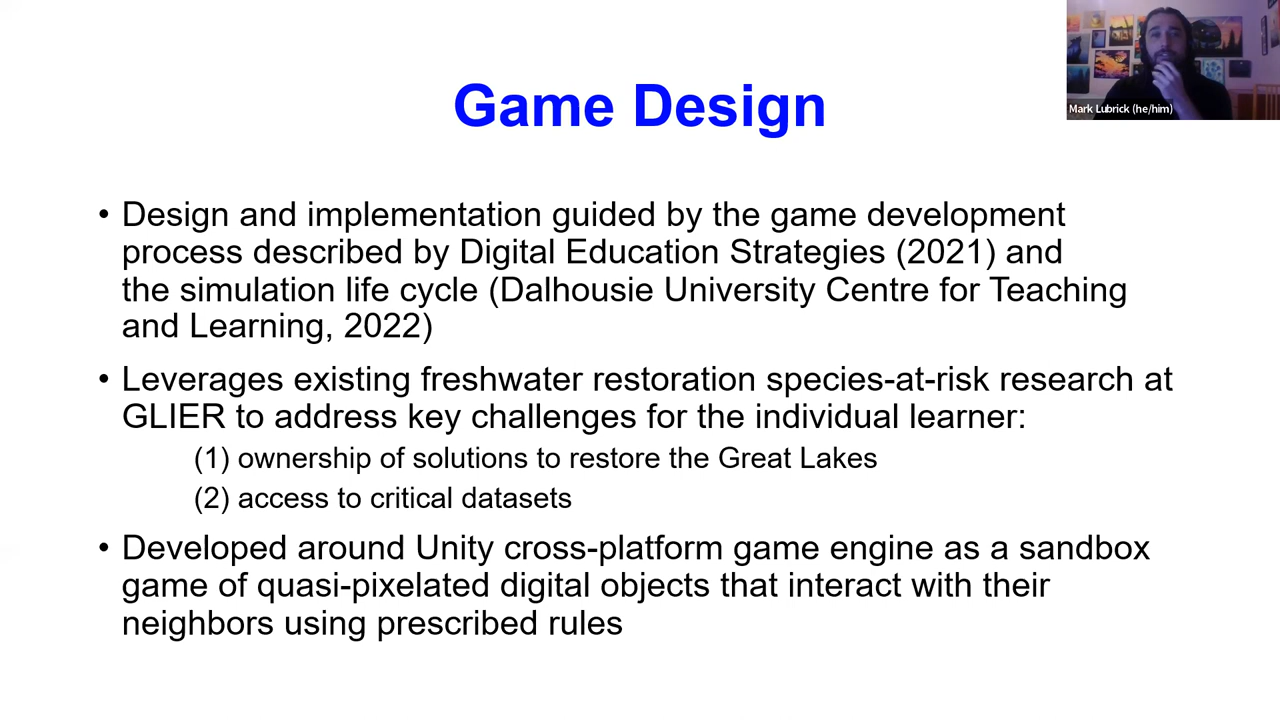 Game Design
Mark Lubrick (he/him)
• Design and implementation guided by the game development
process described by Digital Education Strategies (2021) and
the simulation life cycle (Dalhousie University Centre for Teaching
and Learning, 2022)
• Leverages existing freshwater restoration species-at-risk research at
GLIER to address key challenges for the individual learner:
(1) ownership of solutions to restore the Great Lakes
(2) access to critical datasets
• Developed around Unity cross-platform game engine as a sandbox
game of quasi-pixelated digital objects that interact with their
neighbors using prescribed rules